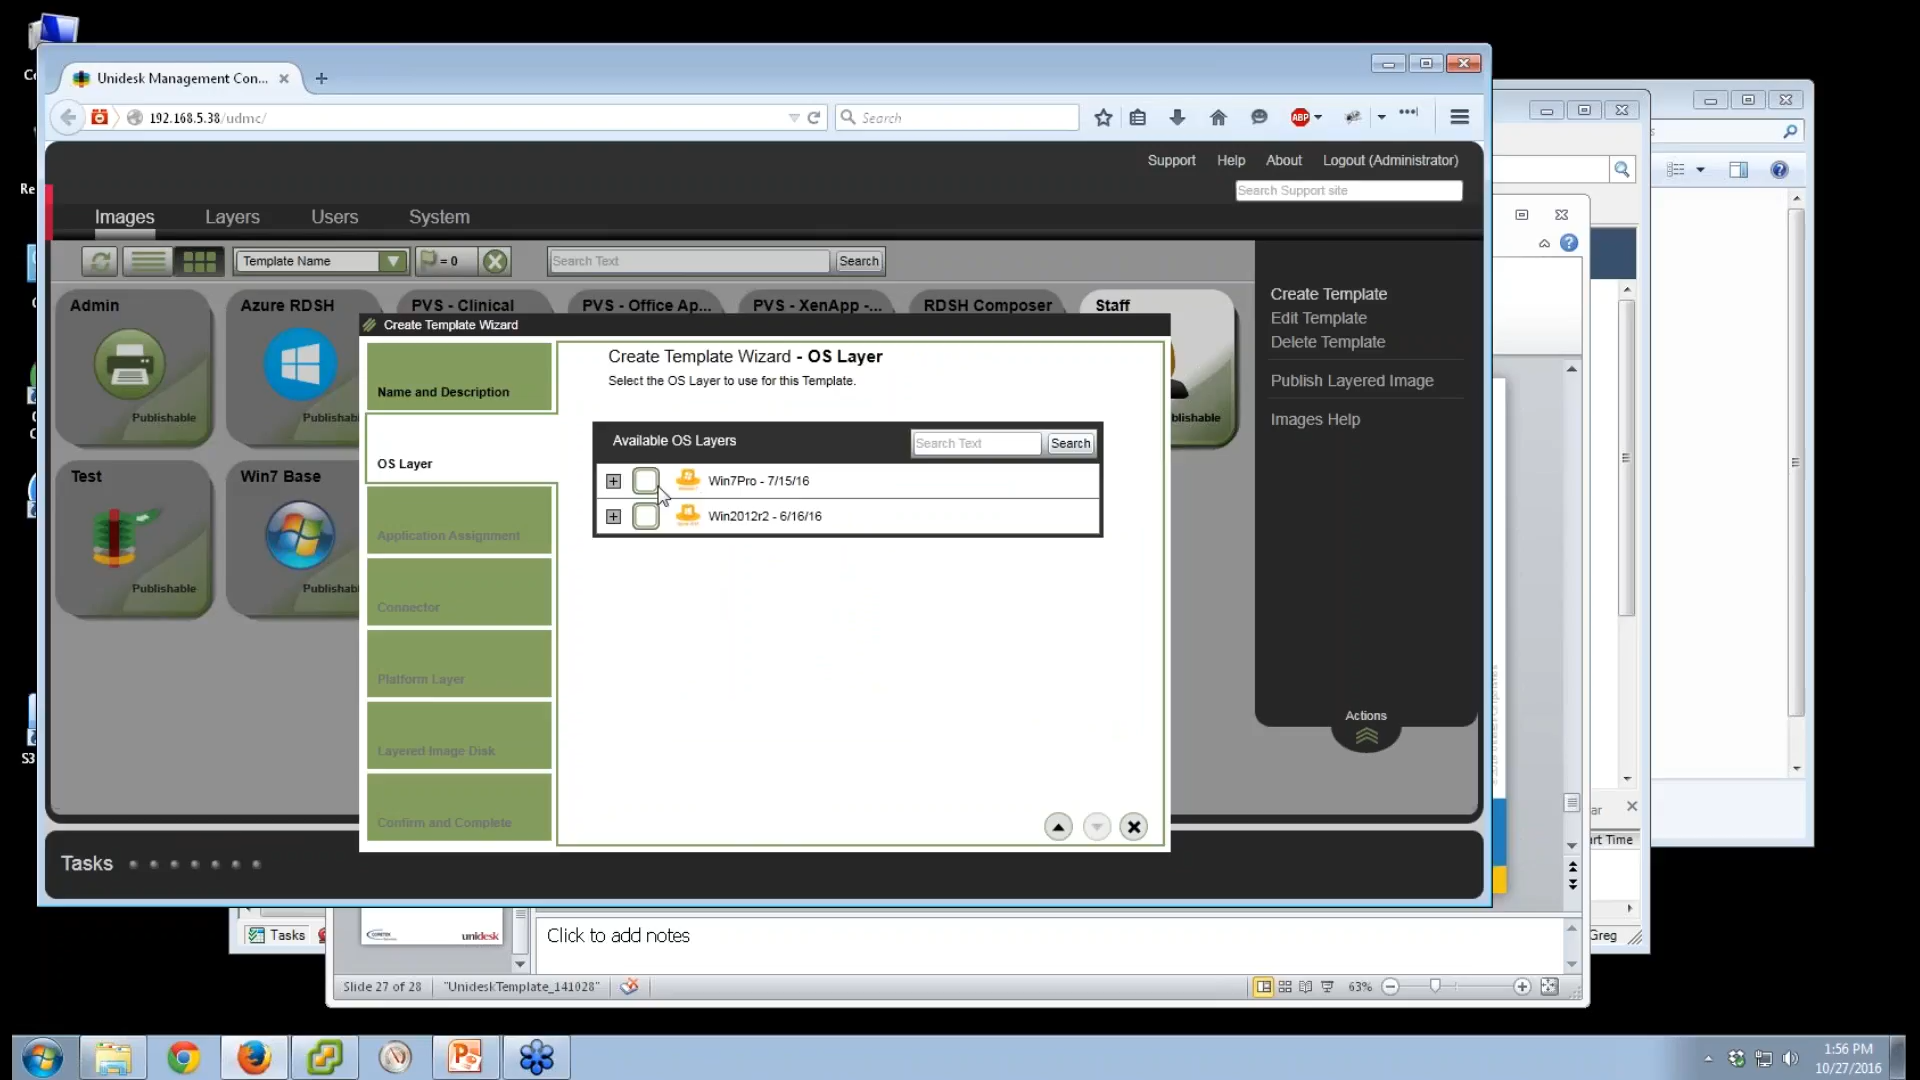 Unidesk Management Con...
192.168.5.38/udmc/
Search
ABP
Support Help About Logout (Administrator)
Search Support site
Images Layers Users System
Template Name
= 0
Search Text
Search
Admin
Publishable
Azure RDSH
Publishabl
PVS - Clinical
PVS - Office Ap...
PVS - XenApp -...
RDSH Composer
Staff
blishable
Test
Publishable
Win7 Base
Publishabl
Create Template
Edit Template
Delete Template
Publish Layered Image
Images Help
Actions
Create Template Wizard
Name and Description
OS Layer
Application Assignment
Connector
Platform Layer
Layered Image Disk
Confirm and Complete
Create Template Wizard - OS Layer
Select the OS Layer to use for this Template.
Available OS Layers
Search Text
Search
Win7Pro - 7/15/16
Win2012r2 - 6/16/16
Tasks
Re
S3
art Time
Tasks
Greg
unidesk
Click to add notes
Slide 27 of 28
"UnideskTemplate_141028"
63%
1:56 PM
10/27/2016